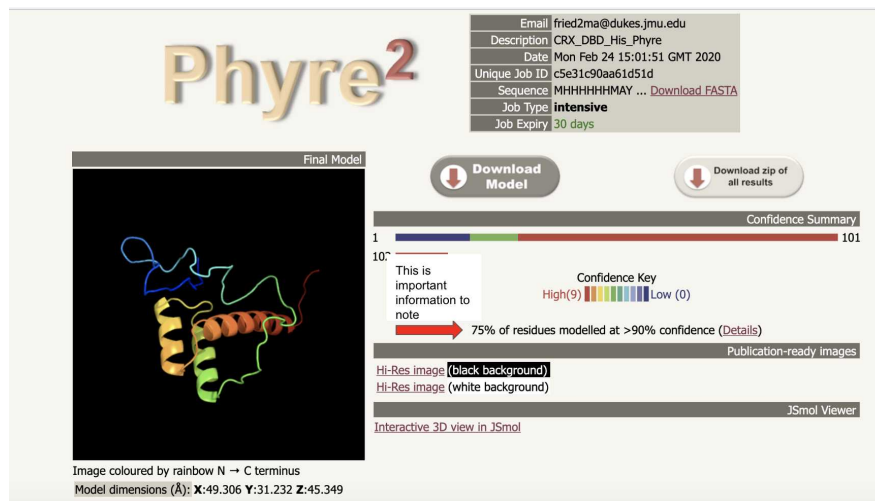 Phyre2
Email fried2ma@dukes.jmu.edu
Description CRX_DBD_His_Phyre
Date Mon Feb 24 15:01:51 GMT 2020
Unique Job ID c5e31c90aa61d51d
Sequence MHHHHHHMAY ... Download FASTA
Job Type intensive
Job Expiry 30 days
Final Model
Download Model
Download zip of all results
Confidence Summary
1 101
This is
important
information to
note
Confidence Key
High(9) Low (0)
75% of residues modelled at >90% confidence (Details)
Publication-ready images
Hi-Res image (black background)
Hi-Res image (white background)
JSmol Viewer
Interactive 3D view in JSmol
Image coloured by rainbow N → C terminus
Model dimensions (Å): X:49.306 Y:31.232 Z:45.349